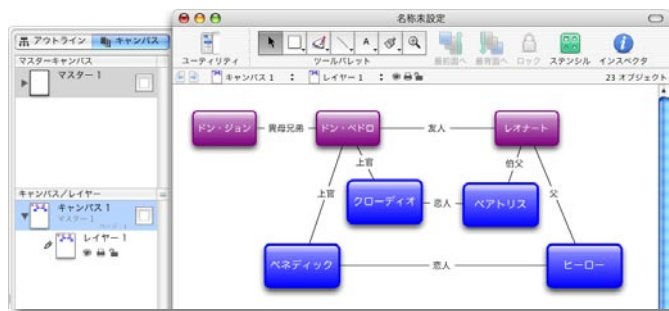 名称未設定
アウトライン キャンバス
ユーティリティ ツールパレット 最前面へ 最背面へ ロック ステンシル インスペクタ
マスターキャンバス
マスター 1
キャンバス 1 : レイヤー 1 : 23 オブジェクト
ドン・ジョン 異母兄弟 ドン・ペドロ 友人 レオナート
上官 伯父
上官 クローディオ 恋人 ベアトリス 父
ベネディック 恋人 ヒーロー
キャンバス/レイヤー
キャンバス 1
マスター 1
レイヤー 1